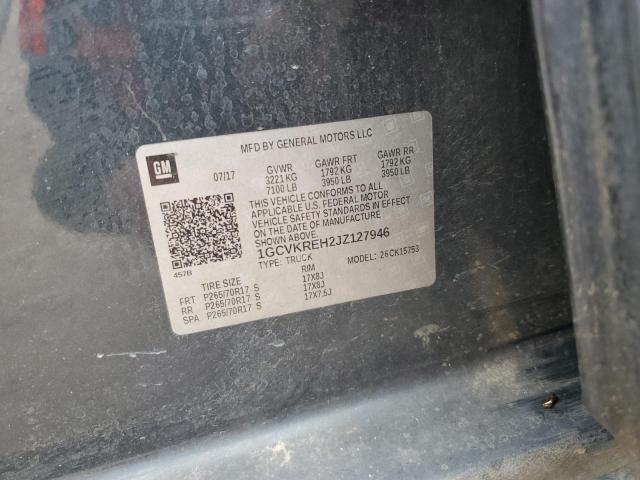 MFD BY GENERAL MOTORS LLC
GM
07/17 GVWR GAWR FRT GAWR RR
3221 KG 1792 KG 1792 KG
7100 LB 3950 LB 3950 LB
THIS VEHICLE CONFORMS TO ALL
APPLICABLE U.S. FEDERAL MOTOR
VEHICLE SAFETY STANDARDS IN EFFECT
ON THE DATE OF MANUFACTURE
SHOWN ABOVE.
1GCVKREH2JZ127946
TYPE: TRUCK MODEL: 26CK15753
457B
TIRE SIZE RIM
FRT P265/70R17 S 17X8J
RR P265/70R17 S 17X8J
SPA P265/70R17 S 17X7.5J